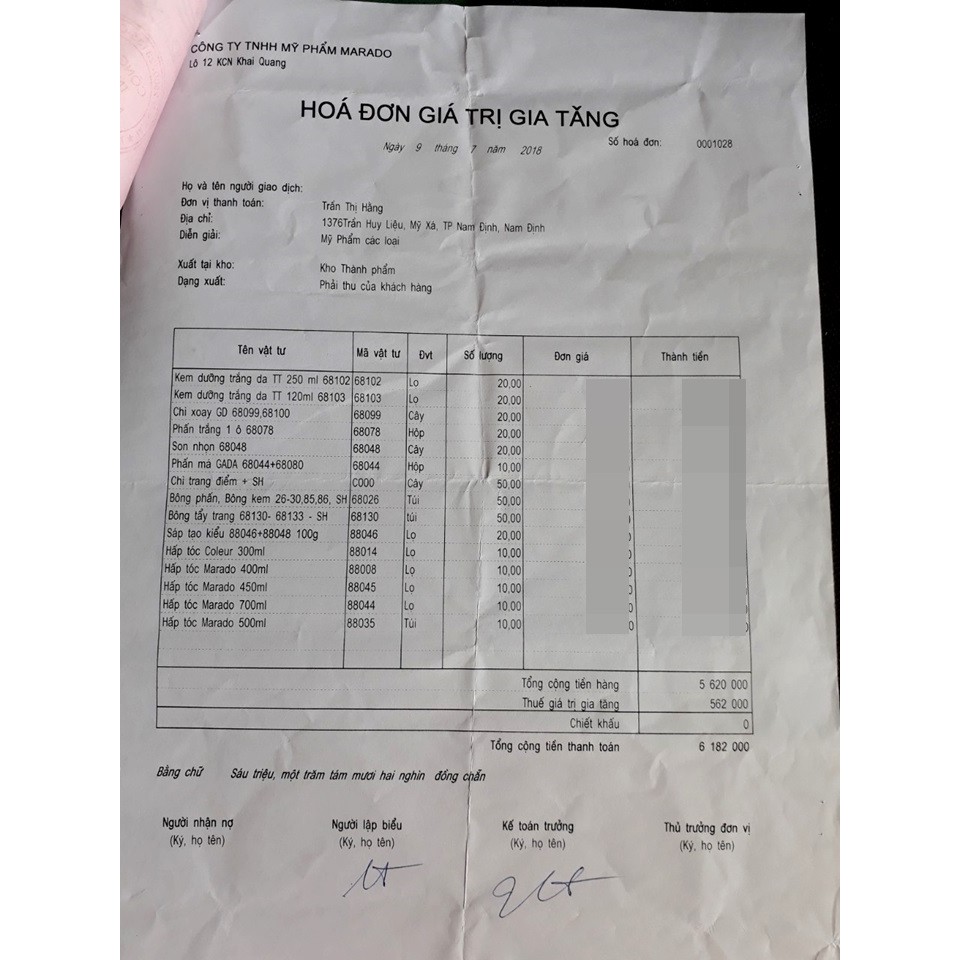 CÔNG TY TNHH MỸ PHẨM MARADO
Lô 12 KCN Khai Quang
HOÁ ĐƠN GIÁ TRỊ GIA TĂNG
Ngày 9 tháng 7 năm 2018
Số hoá đơn: 0001028
Họ và tên người giao dịch:
Đơn vị thanh toán: Trần Thị Hằng
Địa chỉ: 1376Trần Huy Liệu, Mỹ Xá, TP Nam Định, Nam Định
Diễn giải: Mỹ Phẩm các loai
Xuất tại kho: Kho Thành phẩm
Dạng xuất: Phải thu của khách hàng
Tên vật tư Mã vật tư Đvt Số lượng Đơn giá Thành tiền
Kem dưỡng trắng da TT 250 ml 68102 68102 Lo 20,00
Kem dưỡng trắng da TT 120ml 68103 68103 Lo 20,00
Chì xoay GD 68099,68100 68099 Cây 20,00
Phấn trắng 1 ô 68078 68078 Hộp 20,00
Son nhọn 68048 68048 Cây 20,00
Phấn má GADA 68044+68080 68044 Hộp 10,00
Chì trang điểm + SH C000 Cây 50,00
Bông phấn, Bông kem 26-30,85,86, SH 68026 Túi 50,00
Bông tẩy trang 68130- 68133 - SH 68130 túi 50,00
Sáp tao kiểu 88046+88048 100g 88046 Lo 20,00
Hấp tóc Coleur 300ml 88014 Lo 10,00
Hấp tóc Marado 400ml 88008 Lọ 10,00
Hấp tóc Marado 450ml 88045 Lo 10,00
Hấp tóc Marado 700ml 88044 Lo 10,00
Hấp tóc Marado 500ml 88035 Túi 10,00
Tổng cộng tiền hàng 5 620 000
Thuế giá trị gia tăng 562 000
Chiết khấu 0
Tổng cộng tiền thanh toán 6 182 000
Bằng chữ Sáu triệu, một trăm tám mươi hai nghìn đồng chẵn
Người nhận nợ Người lập biểu Kế toán trưởng Thủ trưởng đơn vị
(Ký, họ tên) (Ký, họ tên) (Ký, họ tên) (Ký, họ tên)